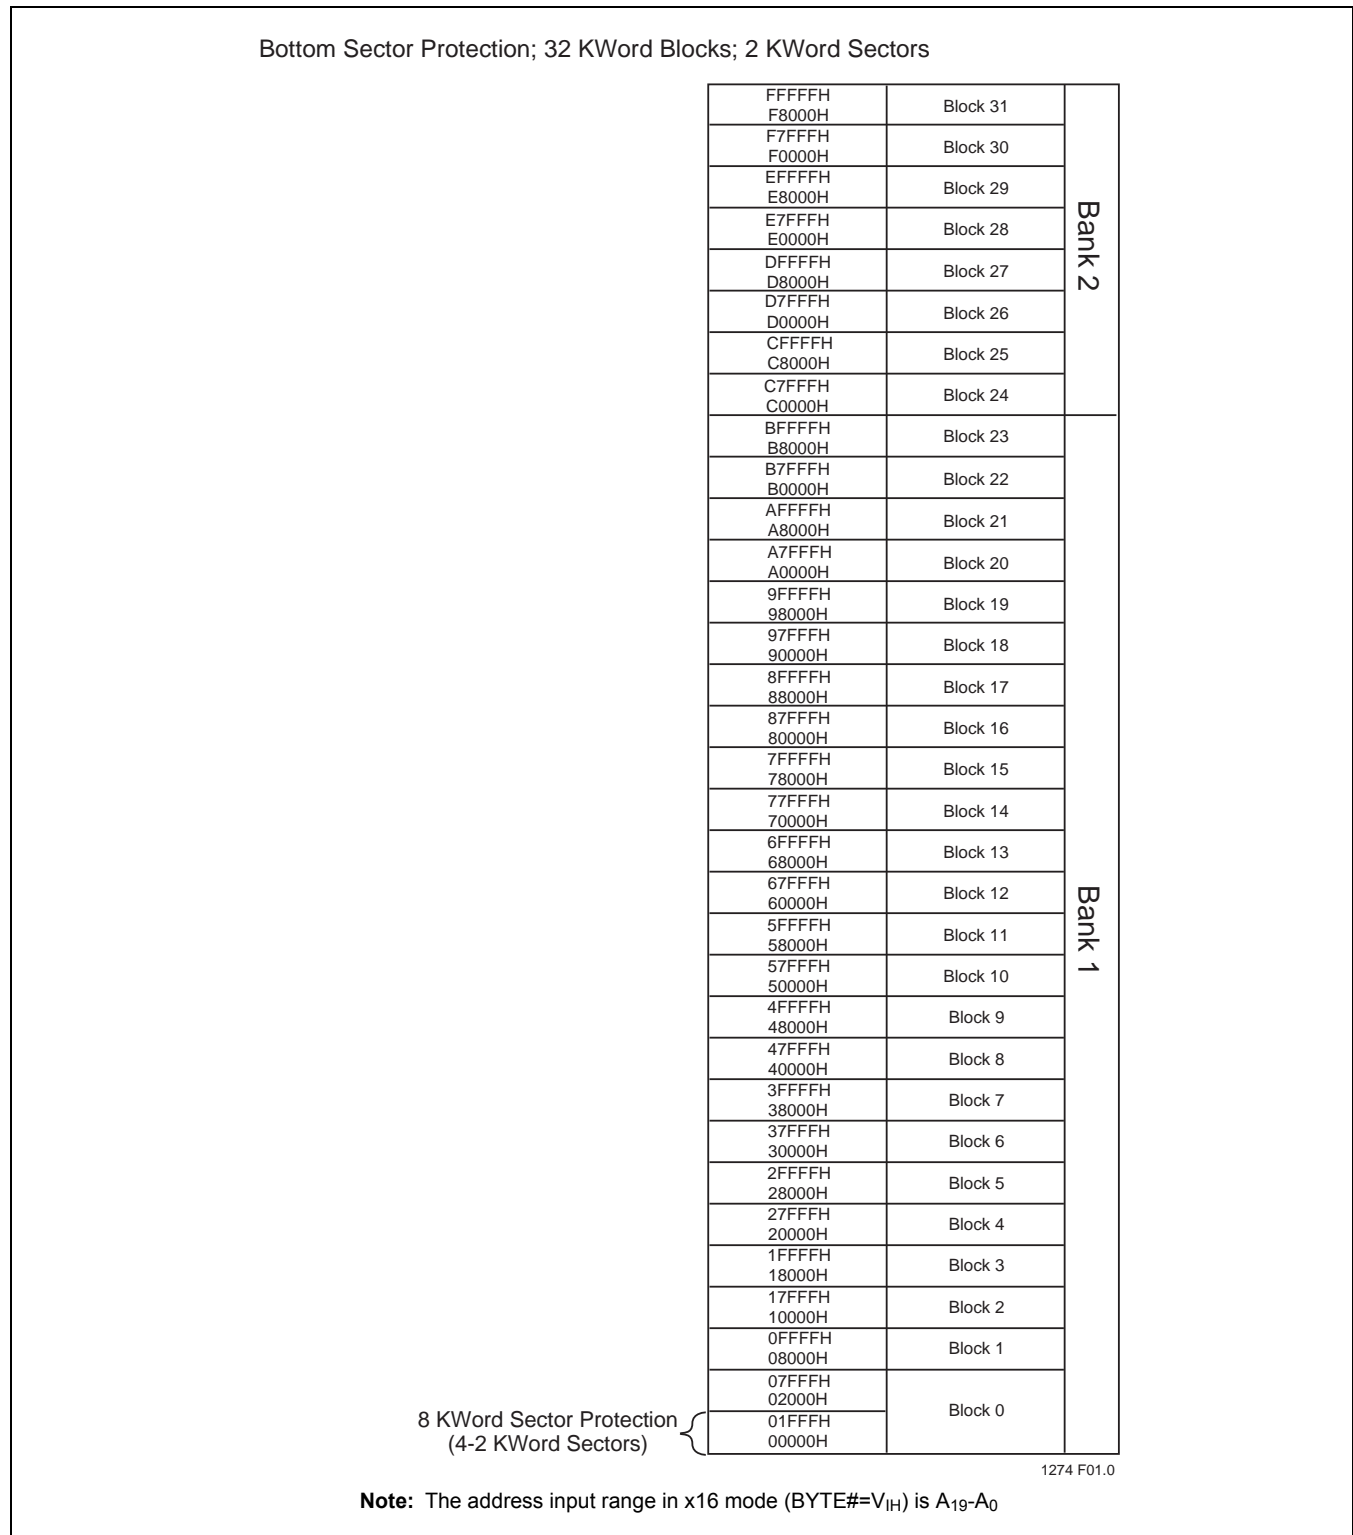 Bottom Sector Protection; 32 KWord Blocks; 2 KWord Sectors
FFFFFH
F8000H
Block 31
F7FFFH
F0000H
Block 30
EFFFFH
E8000H
Block 29
E7FFFH
E0000H
Block 28
DFFFFH
D8000H
Block 27
D7FFFH
D0000H
Block 26
CFFFFH
C8000H
Block 25
C7FFFH
C0000H
Block 24
Bank 2
BFFFFH
B8000H
Block 23
B7FFFH
B0000H
Block 22
AFFFFH
A8000H
Block 21
A7FFFH
A0000H
Block 20
9FFFFH
98000H
Block 19
97FFFH
90000H
Block 18
8FFFFH
88000H
Block 17
87FFFH
80000H
Block 16
7FFFFH
78000H
Block 15
77FFFH
70000H
Block 14
6FFFFH
68000H
Block 13
67FFFH
60000H
Block 12
5FFFFH
58000H
Block 11
57FFFH
50000H
Block 10
4FFFFH
48000H
Block 9
47FFFH
40000H
Block 8
3FFFFH
38000H
Block 7
37FFFH
30000H
Block 6
2FFFFH
28000H
Block 5
27FFFH
20000H
Block 4
1FFFFH
18000H
Block 3
17FFFH
10000H
Block 2
0FFFFH
08000H
Block 1
07FFFH
02000H
Block 0
01FFFH
00000H
Bank 1
8 KWord Sector Protection
(4-2 KWord Sectors)
1274 F01.0
Note: The address input range in x16 mode (BYTE#=VIH) is A19-A0